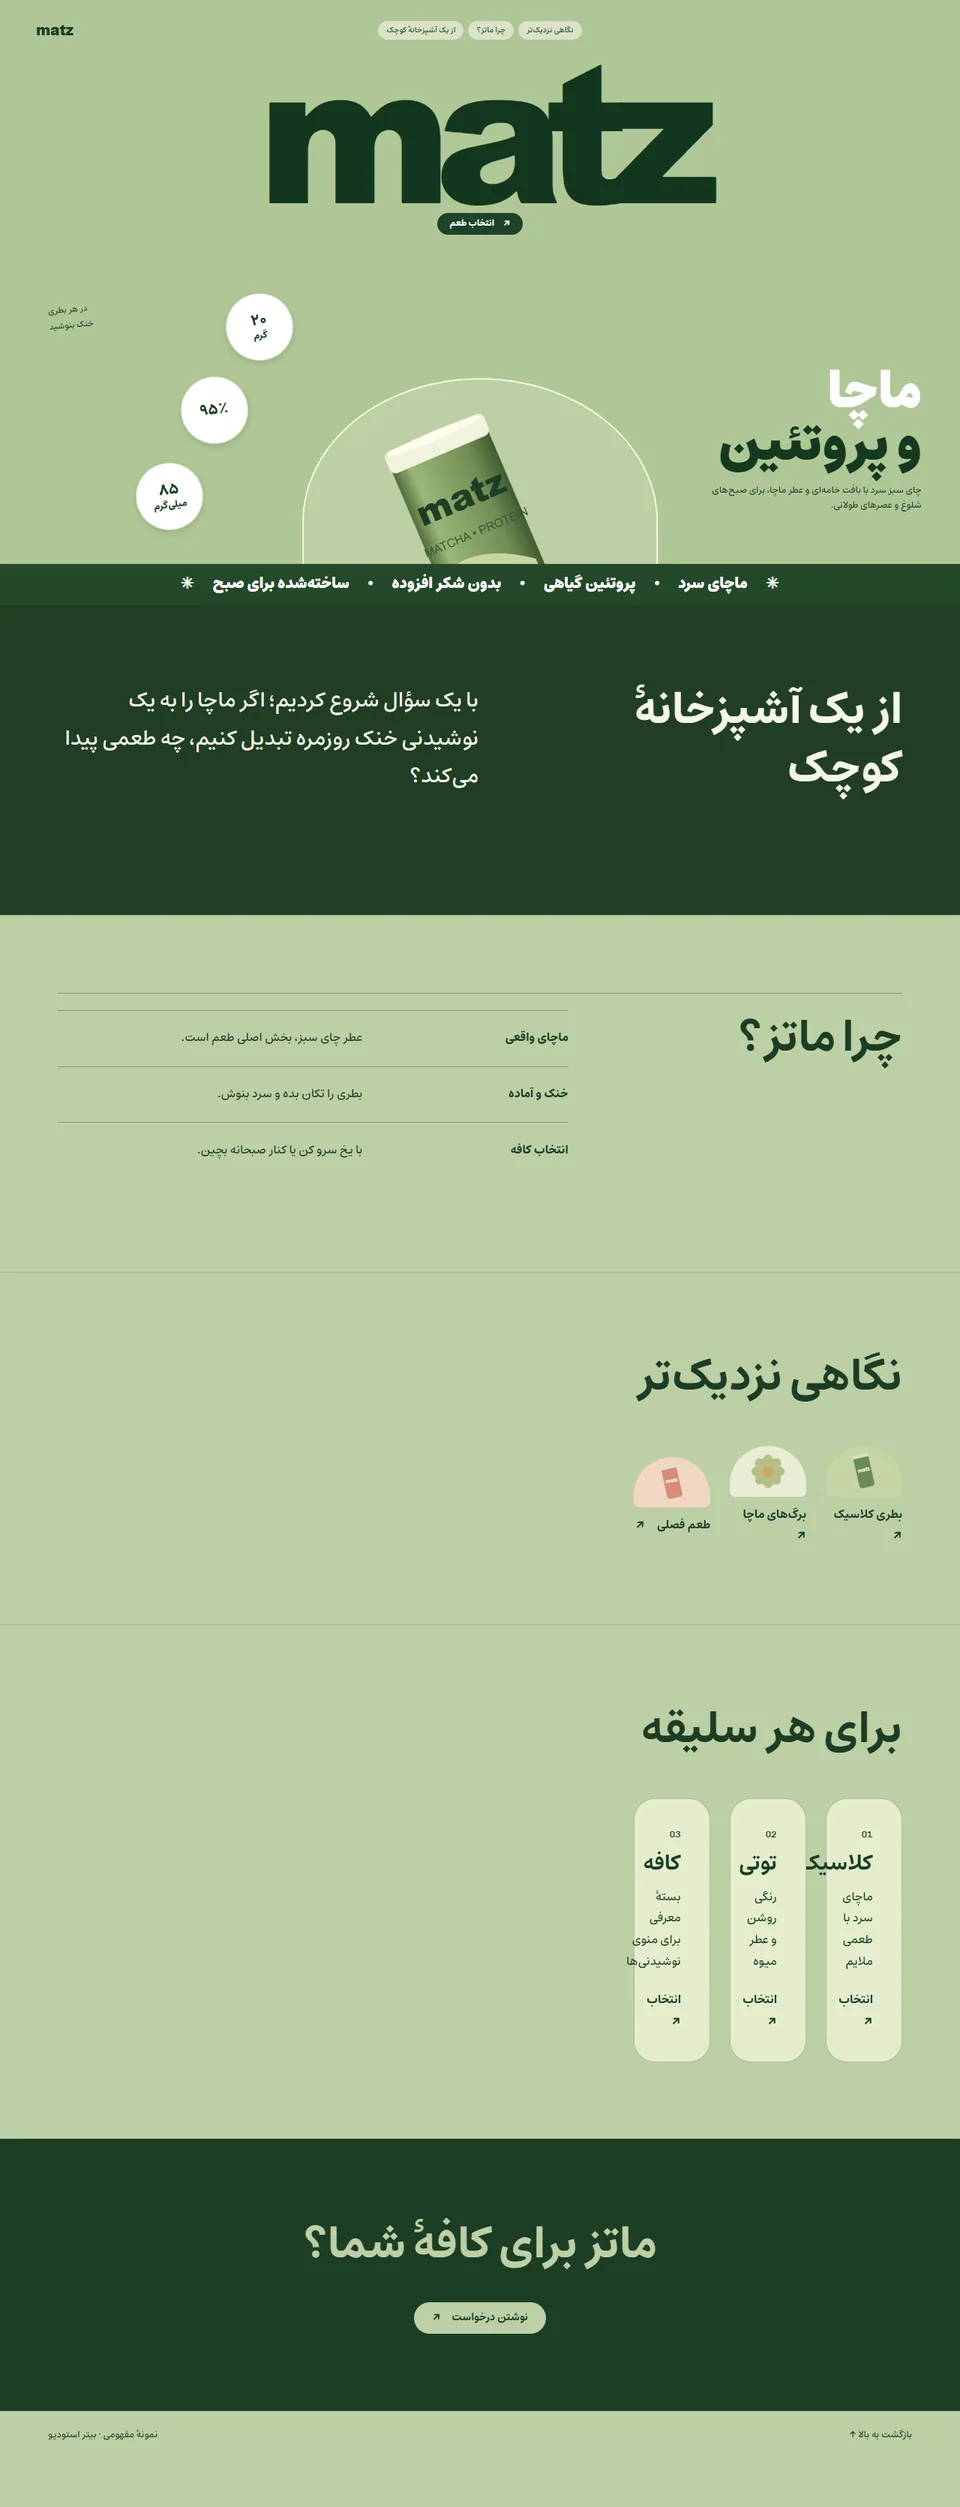 matz
نگاهی نزدیک‌تر
چرا ماتز؟
از یک آشپزخانهٔ کوچک
matz
انتخاب طعم ↗
در هر بطری
خنک بنوشید
۲۰
گرم
۹۵٪
۸۵
میلی‌گرم
ماچا
و پروتئین
چای سبز سرد با بافت خامه‌ای و عطر ماچا، برای صبح‌های
شلوغ و عصرهای طولانی.
matz
MATCHA • PROTEIN
✳ ماچای سرد • پروتئین گیاهی • بدون شکر افزوده • ساخته‌شده برای صبح ✳
از یک آشپزخانهٔ
کوچک
با یک سؤال شروع کردیم؛ اگر ماچا را به یک
نوشیدنی خنک روزمره تبدیل کنیم، چه طعمی پیدا
می‌کند؟
چرا ماتز؟
ماچای واقعی
عطر چای سبز، بخش اصلی طعم است.
خنک و آماده
بطری را تکان بده و سرد بنوش.
انتخاب کافه
با یخ سرو کن یا کنار صبحانه بچین.
نگاهی نزدیک‌تر
matz
بطری کلاسیک
↗
برگ‌های ماچا
↗
matz
طعم فصلی ↗
برای هر سلیقه
01
کلاسیک
ماچای
سرد با
طعمی
ملایم
انتخاب
↗
02
توتی
رنگی
روشن
و عطر
میوه
انتخاب
↗
03
کافه
بستهٔ
معرفی
برای منوی
نوشیدنی‌ها
انتخاب
↗
ماتز برای کافهٔ شما؟
نوشتن درخواست ↗
بازگشت به بالا ↑
نمونهٔ مفهومی · بیتر استودیو